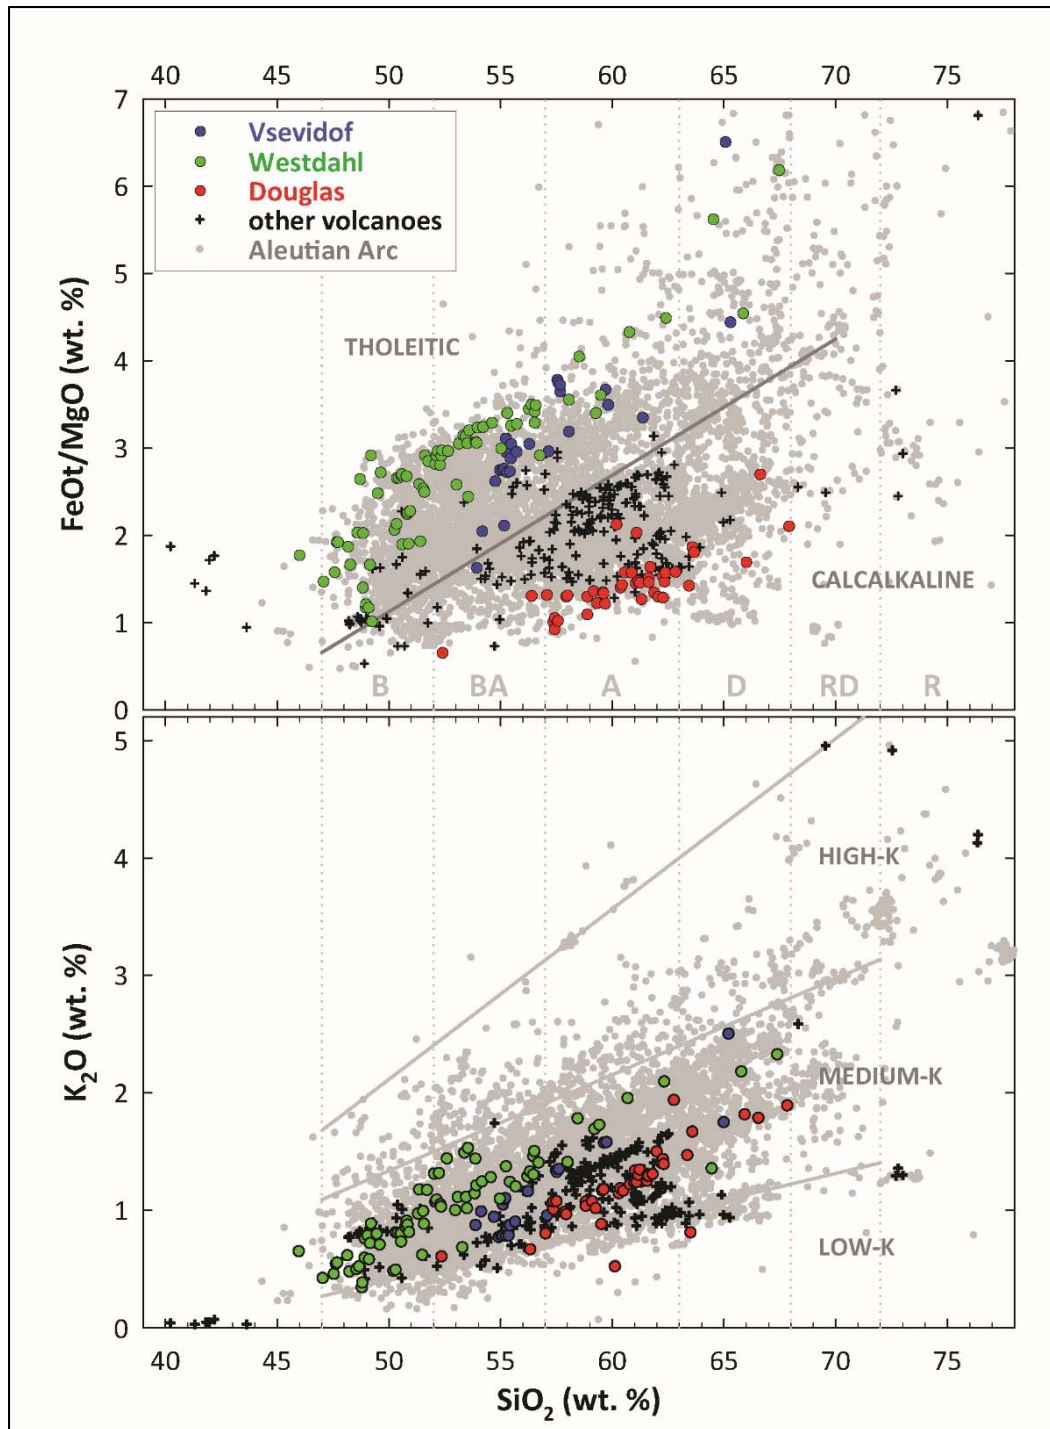 40 45 50 55 60 65 70 75
7
Vsevidof
Westdahl
Douglas
other volcanoes
Aleutian Arc
6
5
4
3
2
1
0
FeOt/MgO (wt. %)
THOLEITIC
CALCALKALINE
B BA A D RD R
5
4
3
2
1
0
K₂O (wt. %)
HIGH-K
MEDIUM-K
LOW-K
40 45 50 55 60 65 70 75
SiO₂ (wt. %)